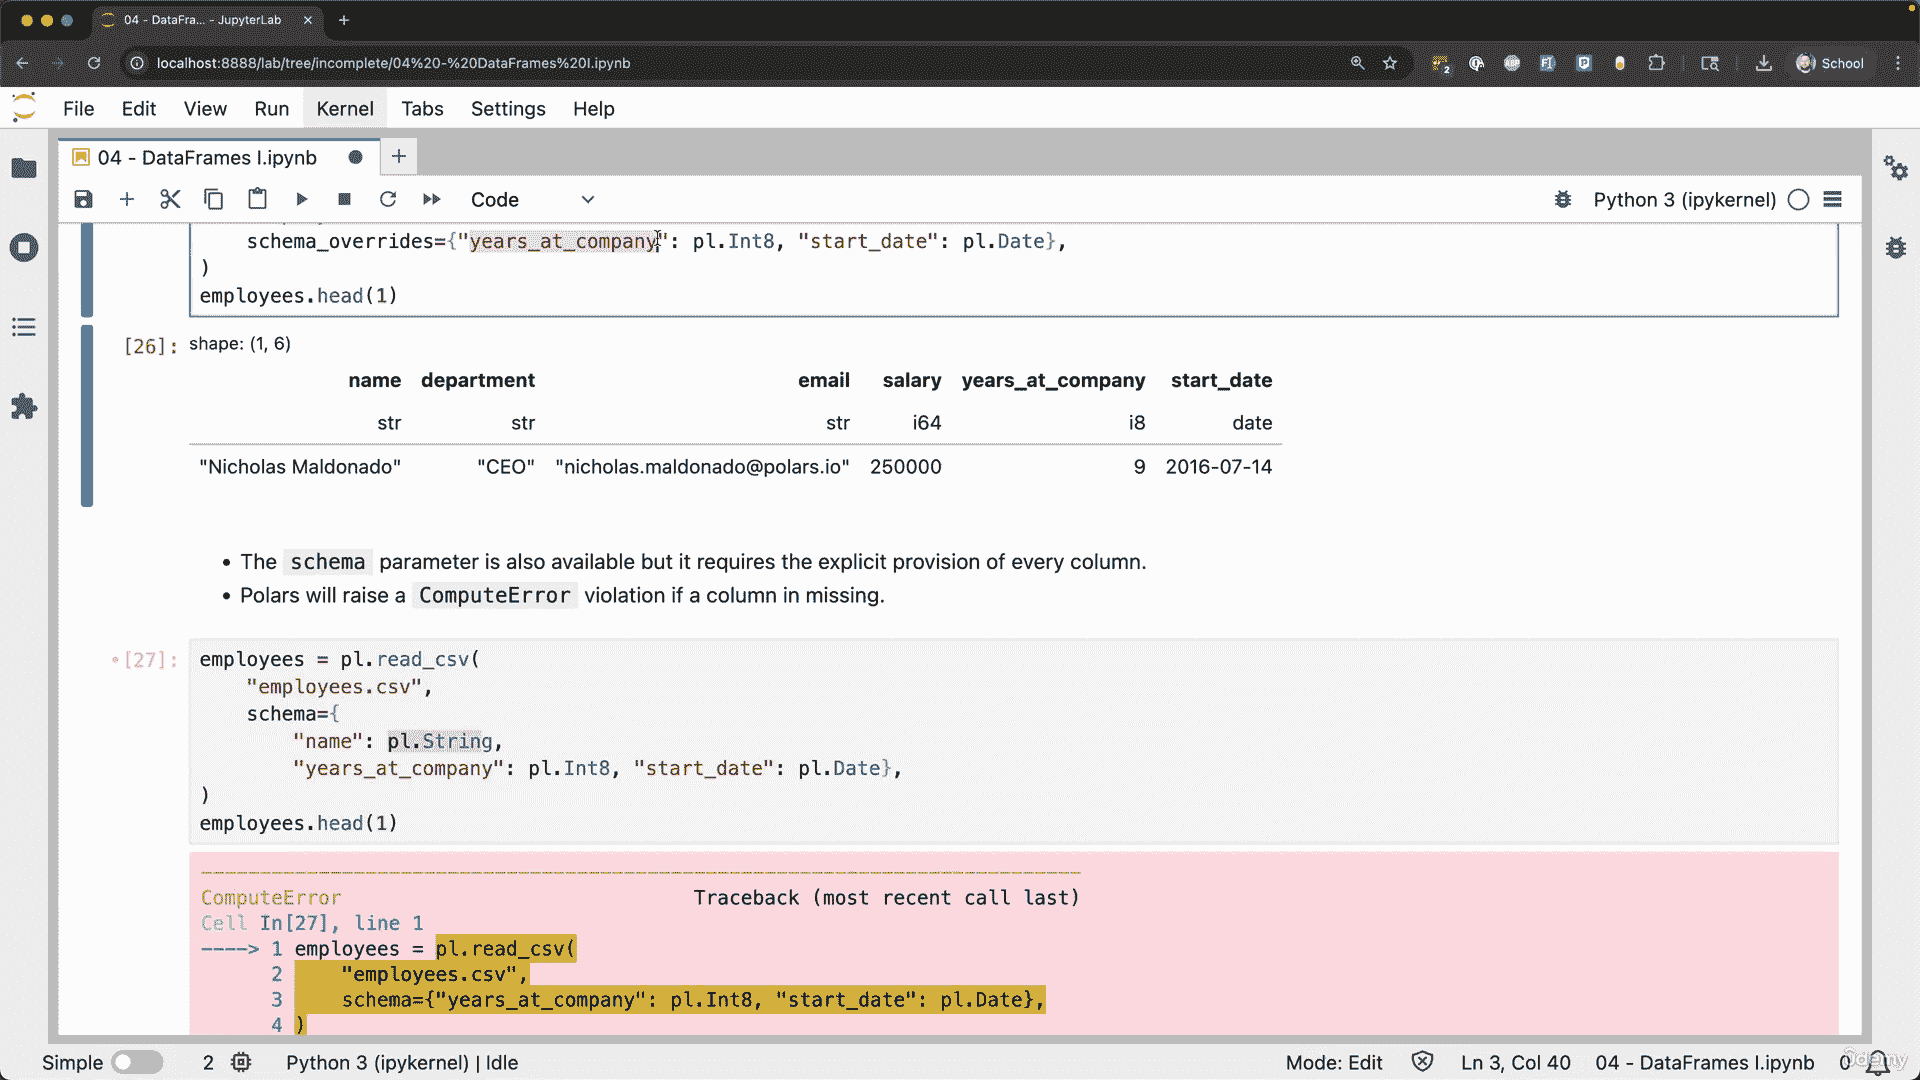 04 - DataFra... - JupyterLab
localhost:8888/lab/tree/incomplete/04%20-%20DataFrames%20I.ipynb
2
School
File Edit View Run Kernel Tabs Settings Help
04 - DataFrames I.ipynb
Code
Python 3 (ipykernel)
schema_overrides={"years_at_company": pl.Int8, "start_date": pl.Date},
)
employees.head(1)
[26]: shape: (1, 6)
name department email salary years_at_company start_date
str str str i64 i8 date
"Nicholas Maldonado" "CEO" "nicholas.maldonado@polars.io" 250000 9 2016-07-14
• The schema parameter is also available but it requires the explicit provision of every column.
• Polars will raise a ComputeError violation if a column in missing.
[27]: employees = pl.read_csv(
"employees.csv",
schema={
"name": pl.String,
"years_at_company": pl.Int8, "start_date": pl.Date},
)
employees.head(1)
ComputeError Traceback (most recent call last)
Cell In[27], line 1
----> 1 employees = pl.read_csv(
2 "employees.csv",
3 schema={"years_at_company": pl.Int8, "start_date": pl.Date},
4 )
Simple 2 Python 3 (ipykernel) | Idle Mode: Edit Ln 3, Col 40 04 - DataFrames I.ipynb 0
udemy